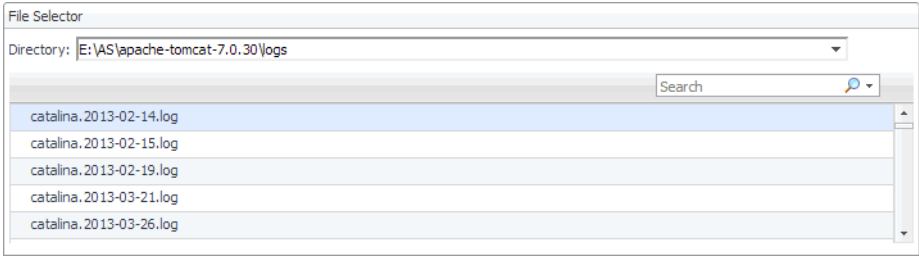 File Selector
Directory: E:\AS\apache-tomcat-7.0.30\logs
Search
catalina.2013-02-14.log
catalina.2013-02-15.log
catalina.2013-02-19.log
catalina.2013-03-21.log
catalina.2013-03-26.log